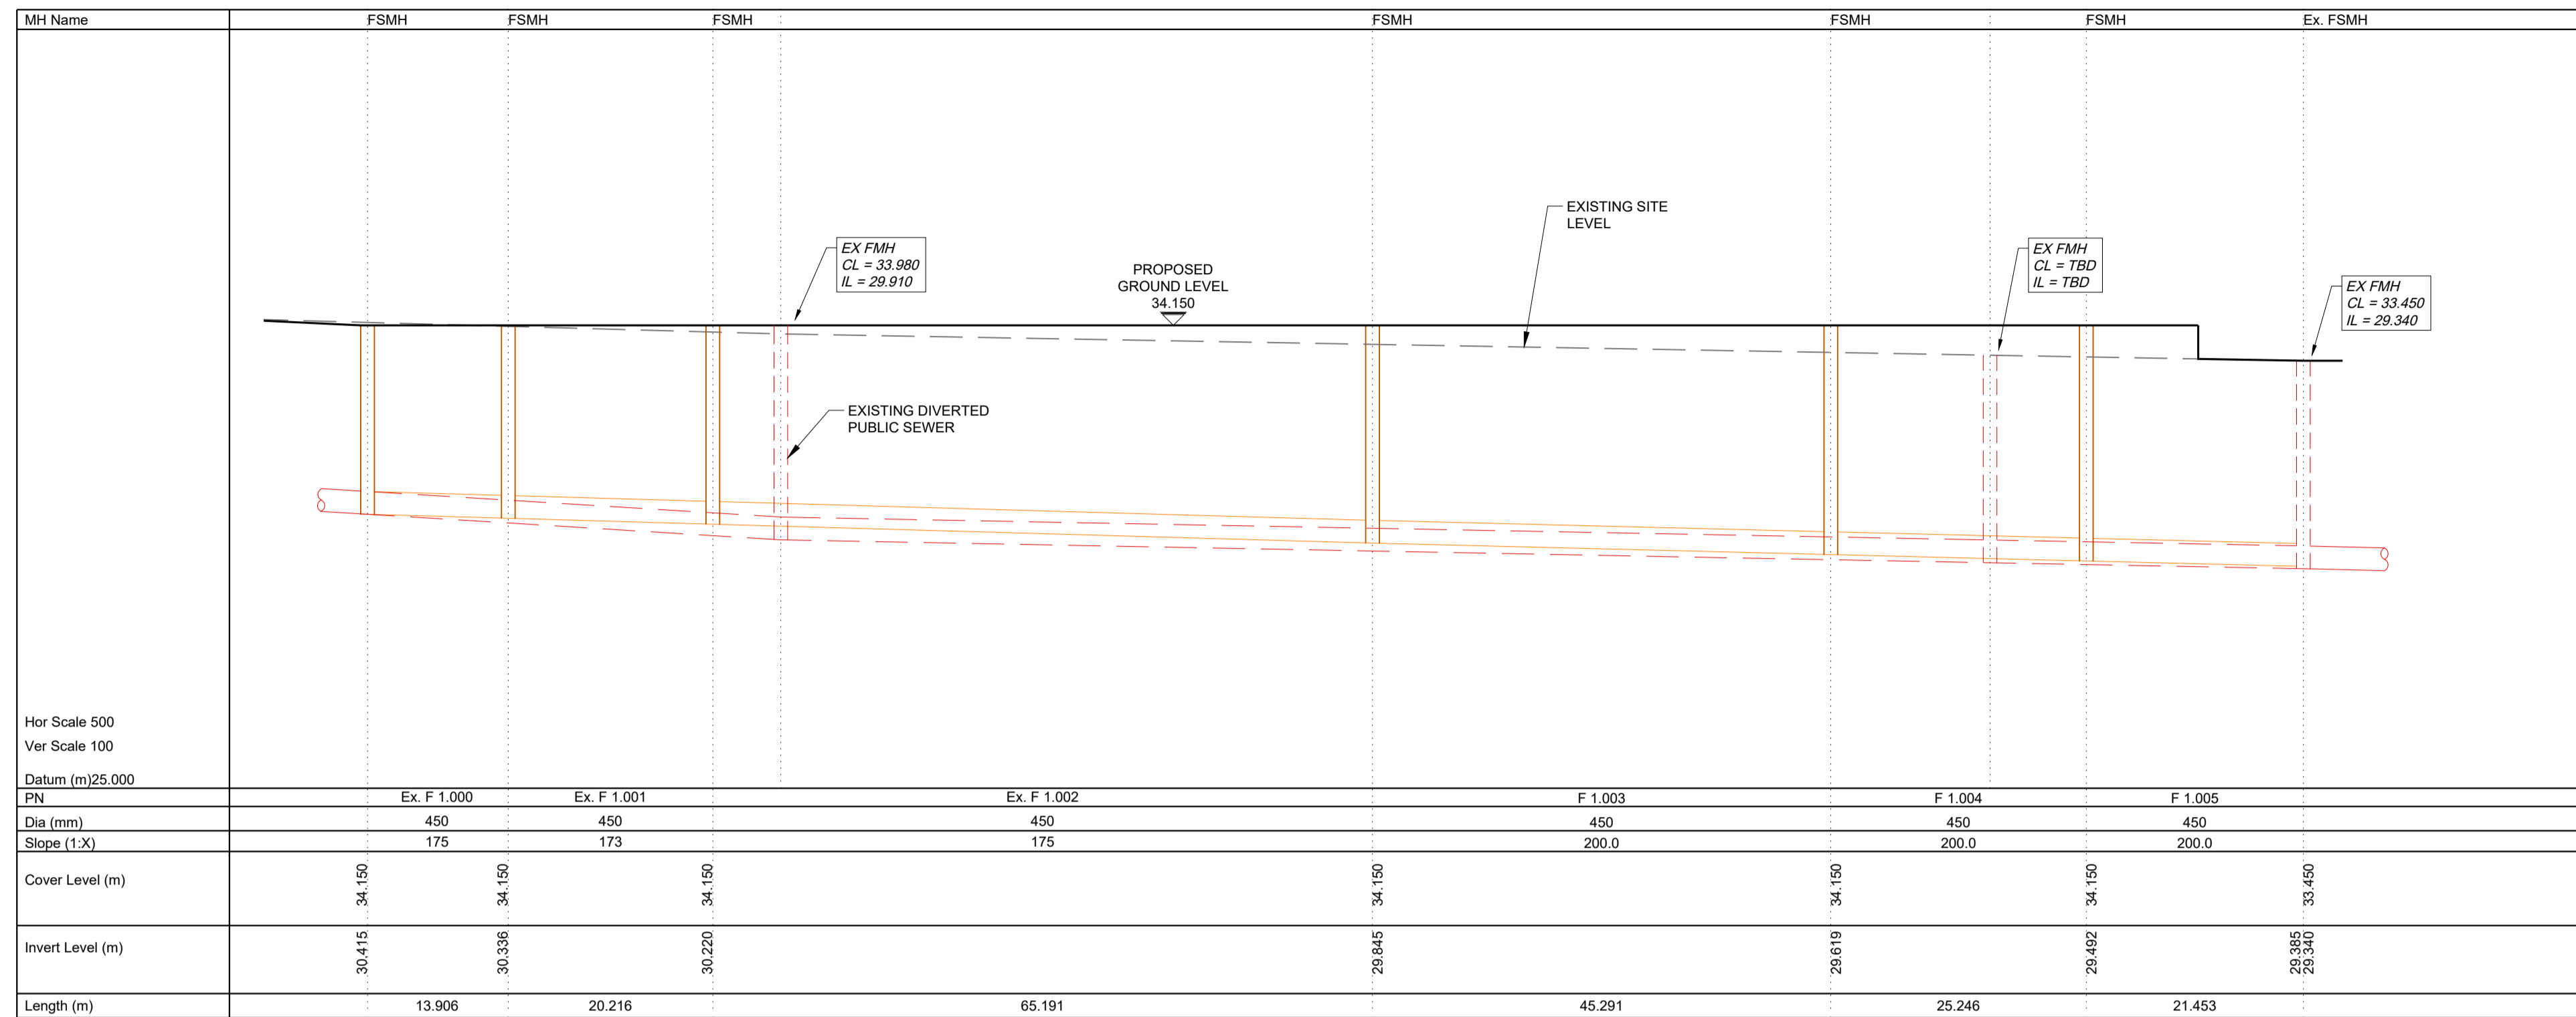 MH Name FSMH FSMH FSMH FSMH FSMH FSMH Ex. FSMH
EXISTING SITE
LEVEL
EX FMH
CL = 33.980
IL = 29.910
PROPOSED
GROUND LEVEL
34.150
EX FMH
CL = TBD
IL = TBD
EX FMH
CL = 33.450
IL = 29.340
EXISTING DIVERTED
PUBLIC SEWER
Hor Scale 500
Ver Scale 100
Datum (m)25.000
PN Ex. F 1.000 Ex. F 1.001 Ex. F 1.002 F 1.003 F 1.004 F 1.005
Dia (mm) 450 450 450 450 450 450
Slope (1:X) 175 173 175 200.0 200.0 200.0
Cover Level (m) 34.150 34.150 34.150 34.150 34.150 34.150 33.450
Invert Level (m) 30.415 30.336 30.220 29.845 29.619 29.492 29.385 29.340
Length (m) 13.906 20.216 65.191 45.291 25.246 21.453